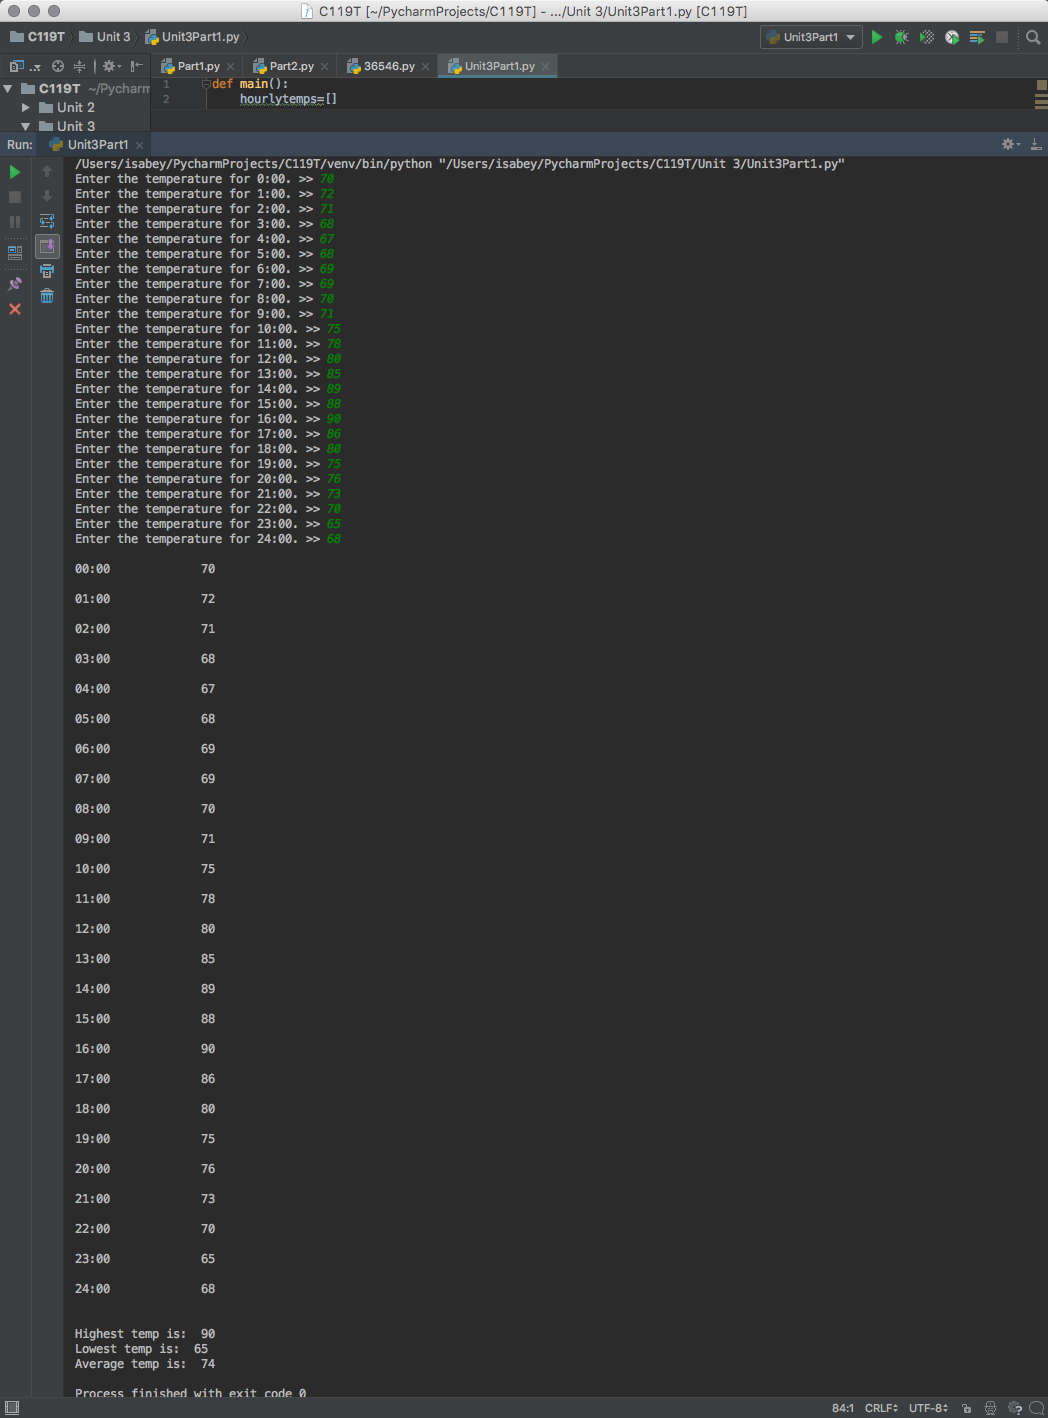 C119T [~/PycharmProjects/C119T] - .../Unit 3/Unit3Part1.py [C119T]
C119T Unit 3 Unit3Part1.py Unit3Part1
Part1.py Part2.py 36546.py Unit3Part1.py
C119T ~/Pycharm
Unit 2
Unit 3
1 def main():
2 hourlytemps=[]
Run: Unit3Part1
/Users/isabey/PycharmProjects/C119T/venv/bin/python "/Users/isabey/PycharmProjects/C119T/Unit 3/Unit3Part1.py"
Enter the temperature for 0:00. >> 70
Enter the temperature for 1:00. >> 72
Enter the temperature for 2:00. >> 71
Enter the temperature for 3:00. >> 68
Enter the temperature for 4:00. >> 67
Enter the temperature for 5:00. >> 68
Enter the temperature for 6:00. >> 69
Enter the temperature for 7:00. >> 69
Enter the temperature for 8:00. >> 70
Enter the temperature for 9:00. >> 71
Enter the temperature for 10:00. >> 75
Enter the temperature for 11:00. >> 78
Enter the temperature for 12:00. >> 80
Enter the temperature for 13:00. >> 85
Enter the temperature for 14:00. >> 89
Enter the temperature for 15:00. >> 88
Enter the temperature for 16:00. >> 90
Enter the temperature for 17:00. >> 86
Enter the temperature for 18:00. >> 80
Enter the temperature for 19:00. >> 75
Enter the temperature for 20:00. >> 76
Enter the temperature for 21:00. >> 73
Enter the temperature for 22:00. >> 70
Enter the temperature for 23:00. >> 65
Enter the temperature for 24:00. >> 68
00:00 70
01:00 72
02:00 71
03:00 68
04:00 67
05:00 68
06:00 69
07:00 69
08:00 70
09:00 71
10:00 75
11:00 78
12:00 80
13:00 85
14:00 89
15:00 88
16:00 90
17:00 86
18:00 80
19:00 75
20:00 76
21:00 73
22:00 70
23:00 65
24:00 68
Highest temp is: 90
Lowest temp is: 65
Average temp is: 74
Process finished with exit code 0
84:1 CRLF UTF-8